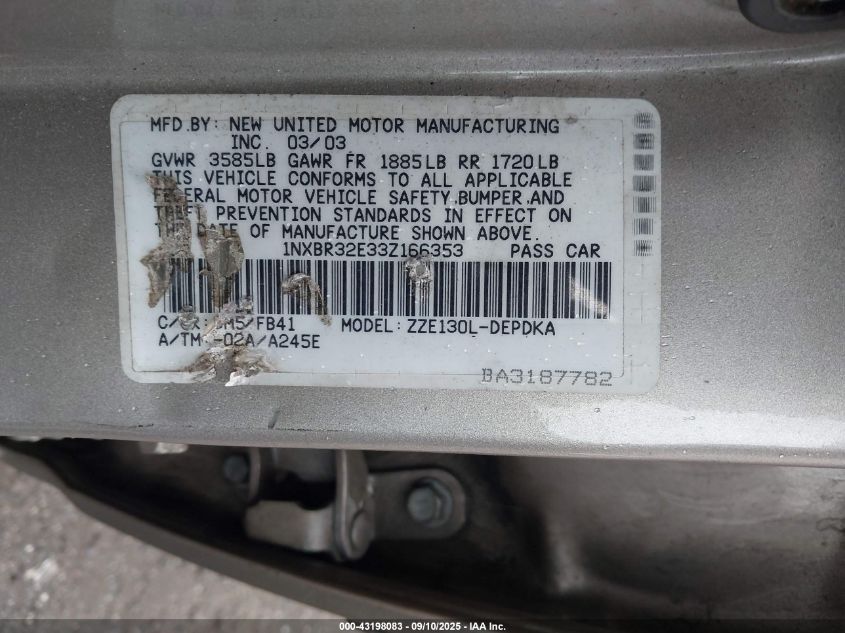 MFD.BY: NEW UNITED MOTOR MANUFACTURING
INC. 03/03
GVWR 3585LB GAWR FR 1885LB RR 1720LB
THIS VEHICLE CONFORMS TO ALL APPLICABLE
FEDERAL MOTOR VEHICLE SAFETY,BUMPER,AND
THEFT PREVENTION STANDARDS IN EFFECT ON
THE DATE OF MANUFACTURE SHOWN ABOVE.
1NXBR32E33Z166353 PASS CAR
FB41 MODEL: ZZE130L-DEPDKA
A/TM -02A/A245E
BA3187782
000-43198083 - 09/10/2025 - IAA Inc.